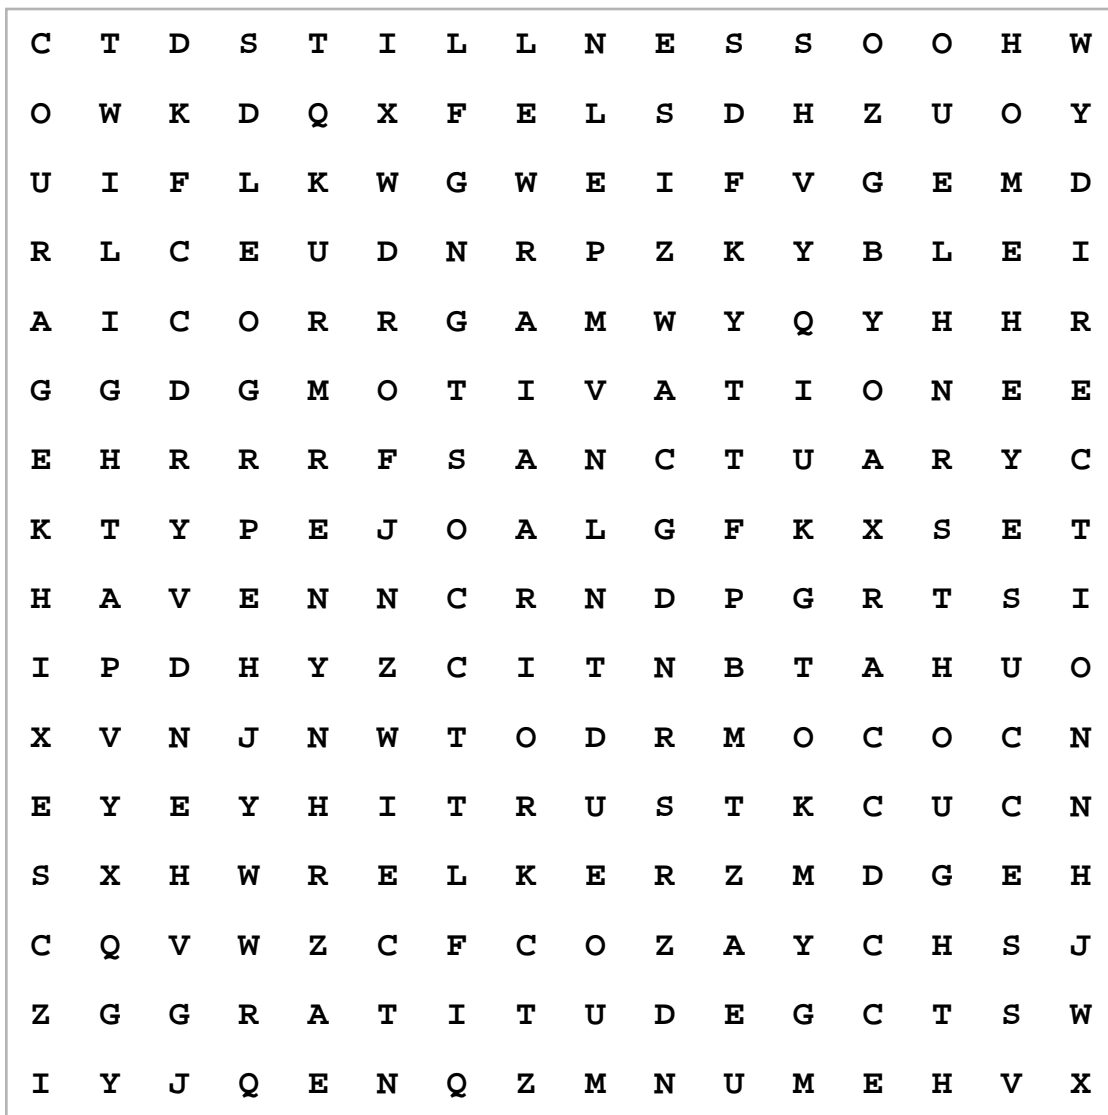 C T D S T I L L N E S S O O H W
O W K D Q X F E L S D H Z U O Y
U I F L K W G W E I F V G E M D
R L C E U D N R P Z K Y B L E I
A I C O R R G A M W Y Q Y H H R
G G D G M O T I V A T I O N E E
E H R R R F S A N C T U A R Y C
K T Y P E J O A L G F K X S E T
H A V E N N C R N D P G R T S I
I P D H Y Z C I T N B T A H U O
X V N J N W T O D R M O C O C N
E Y E Y H I T R U S T K C U C N
S X H W R E L K E R Z M D G E H
C Q V W Z C F C O Z A Y C H S J
Z G G R A T I T U D E G C T S W
I Y J Q E N Q Z M N U M E H V X